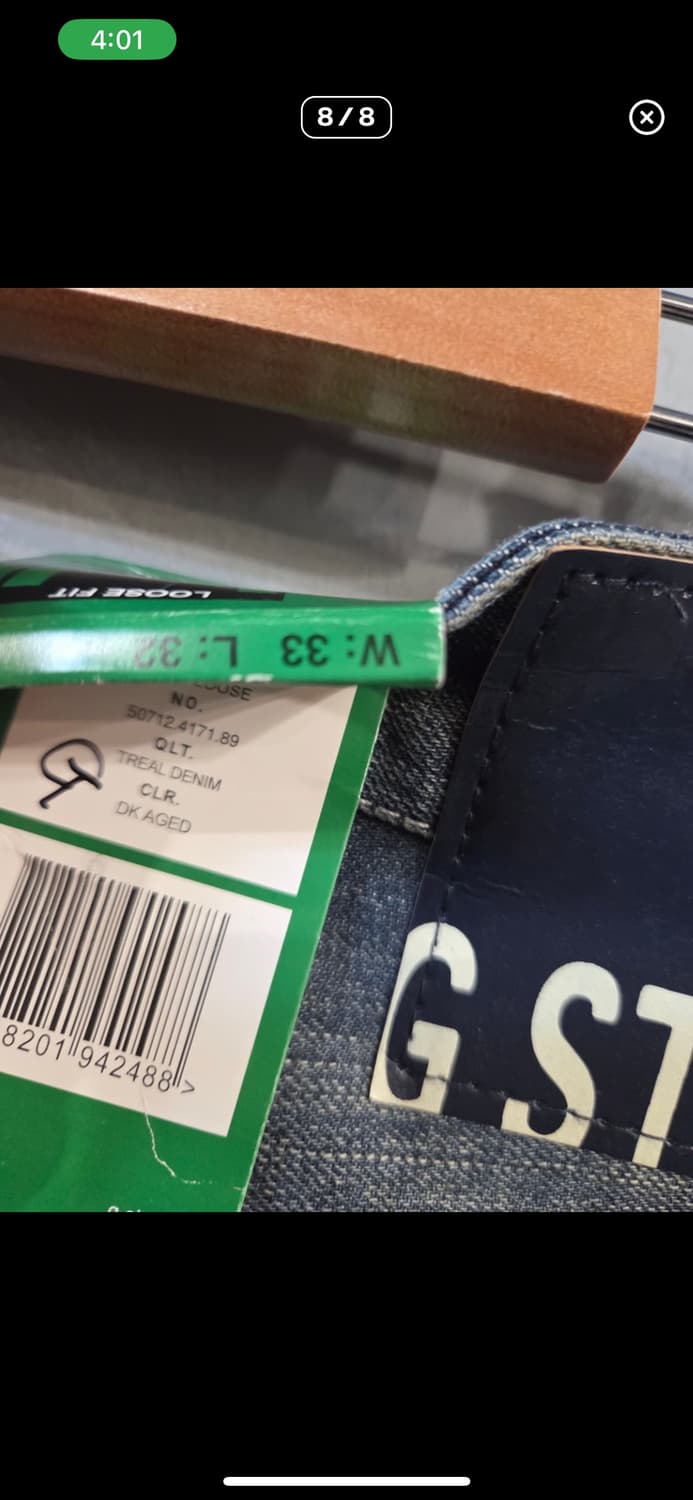 4:01
8/8
LOOSE FIT
W: 33 L: 32
LOOSE
NO.
50712.4171.89
QLT.
TREAL DENIM
CLR.
DK AGED
8201 942488 >
G ST